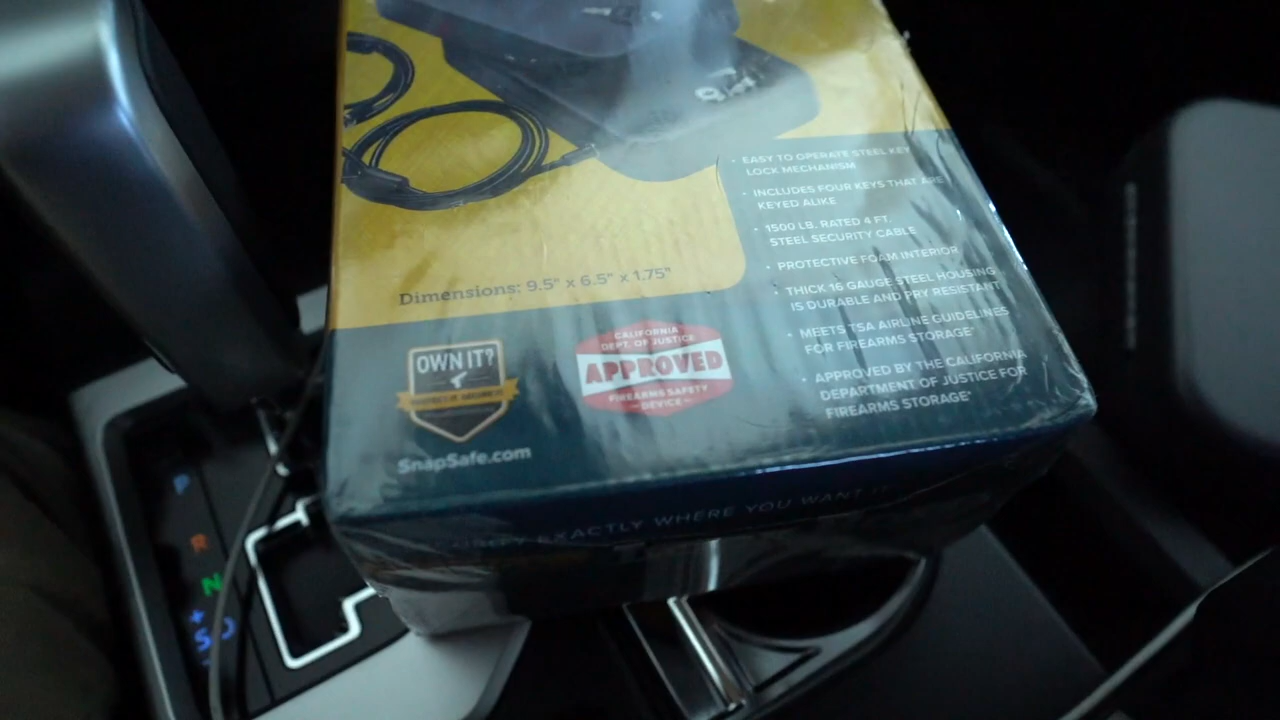 • EASY TO OPERATE STEEL KEY
LOCK MECHANISM
• INCLUDES FOUR KEYS THAT ARE
KEYED ALIKE
• 1500 LB. RATED 4 FT.
STEEL SECURITY CABLE
• PROTECTIVE FOAM INTERIOR
• THICK 16 GAUGE STEEL HOUSING
IS DURABLE AND PRY RESISTANT
• MEETS TSA AIRLINE GUIDELINES
FOR FIREARMS STORAGE*
• APPROVED BY THE CALIFORNIA
DEPARTMENT OF JUSTICE FOR
FIREARMS STORAGE*
Dimensions: 9.5" x 6.5" x 1.75"
OWN IT?
CALIFORNIA
DEPT. OF JUSTICE
APPROVED
FIREARMS SAFETY
DEVICE
SnapSafe.com
EXACTLY WHERE YOU WANT IT
P
R
N
+
S D
-